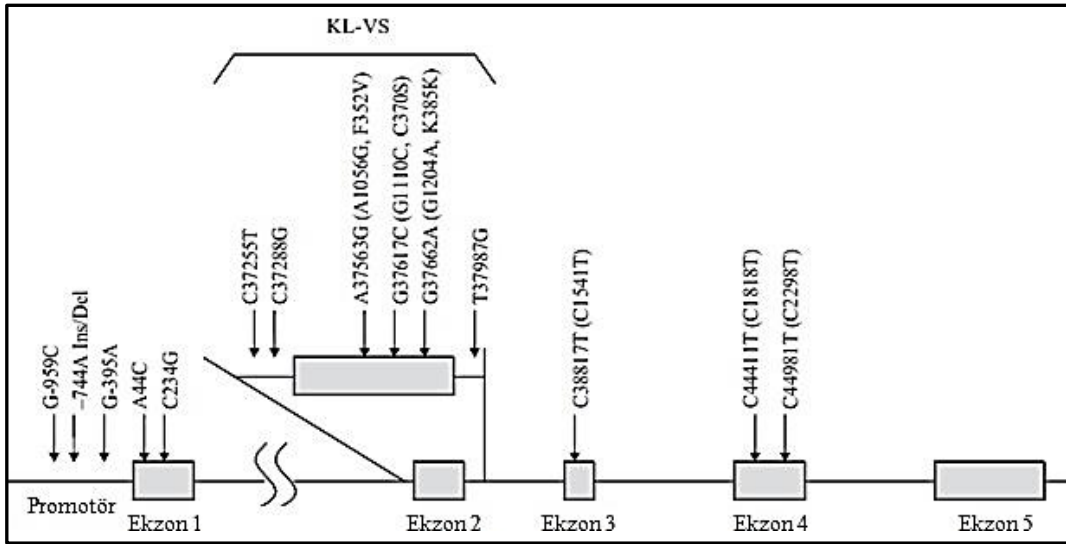 KL-VS
G-959C
–744A Ins/Del
G-395A
A44C
C234G
C37255T
C37288G
A37563G (A1056G, F352V)
G37617C (G1110C, C370S)
G37662A (G1204A, K385K)
T37987G
C38817T (C1541T)
C44411T (C1818T)
C44981T (C2298T)
Promotör
Ekzon 1
Ekzon 2
Ekzon 3
Ekzon 4
Ekzon 5